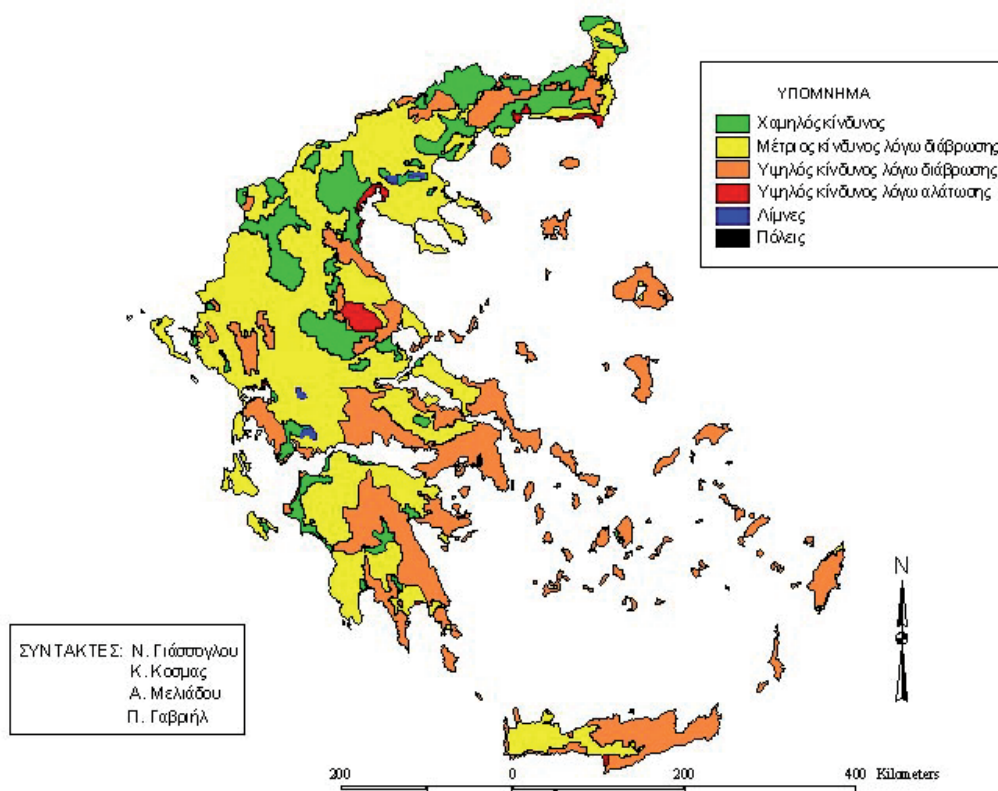 ΥΠΟΜΝΗΜΑ
Χαμηλός κίνδυνος
Μέτριος κίνδυνος λόγω διάβρωσης
Υψηλός κίνδυνος λόγω διάβρωσης
Υψηλός κίνδυνος λόγω αλάτωσης
Λίμνες
Πόλεις
N
ΣΥΝΤΑΚΤΕΣ: Ν. Γιάσσογλου
Κ. Κοσμας
Α. Μελιάδου
Π. Γαβριήλ
200 0 200 400 Kilometers